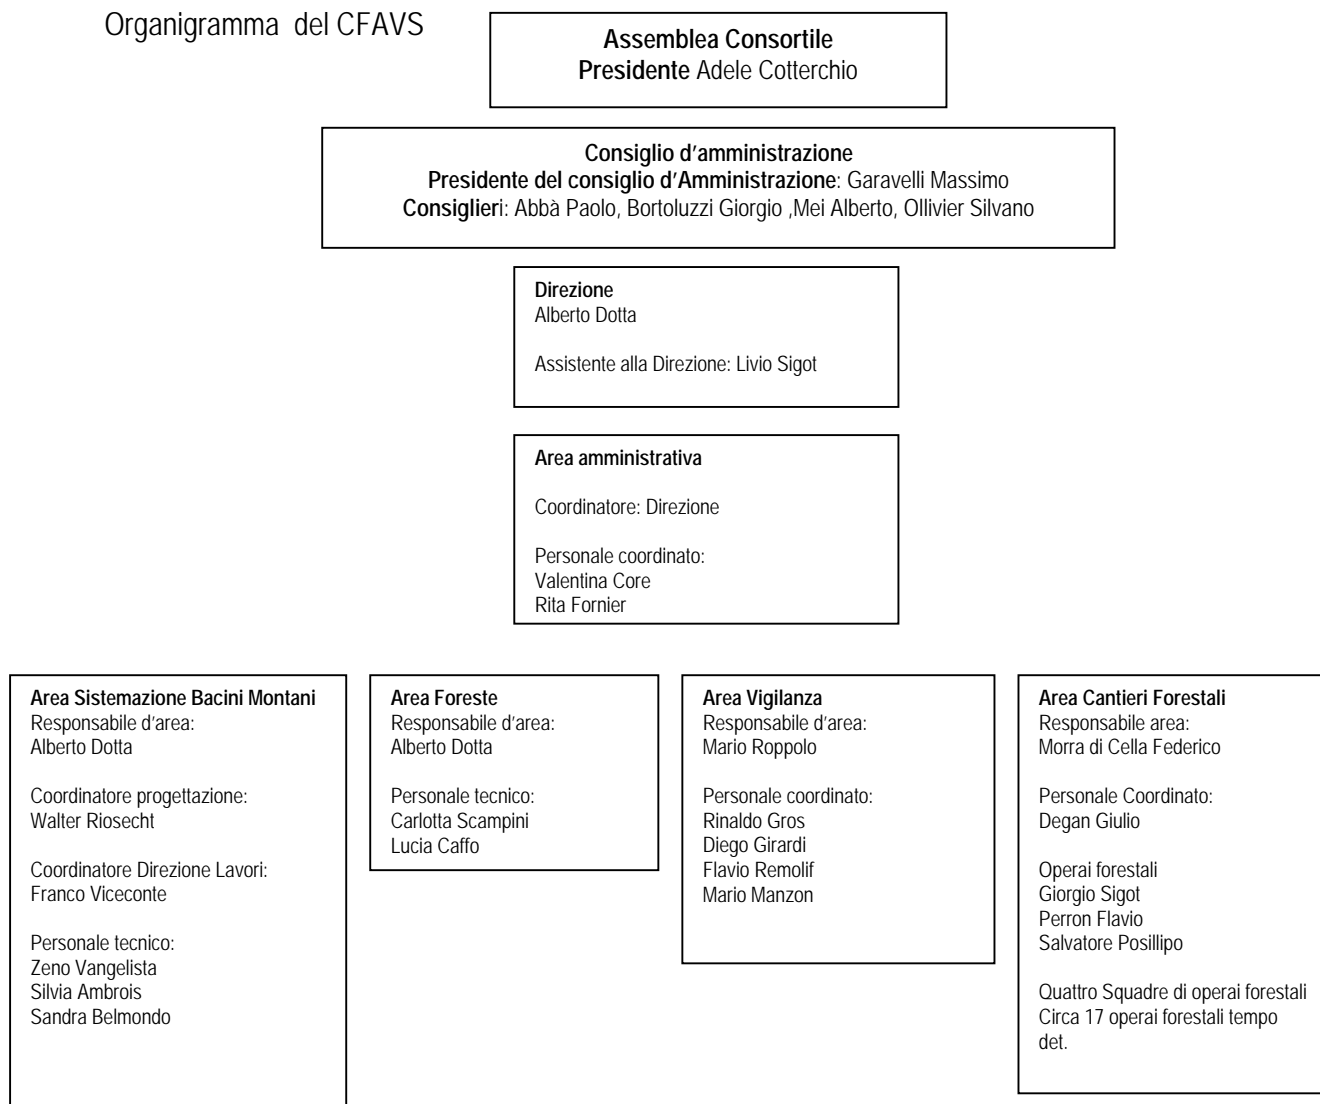 Organigramma del CFAVS
Assemblea Consortile
Presidente Adele Cotterchio
Consiglio d'amministrazione
Presidente del consiglio d'Amministrazione: Garavelli Massimo
Consiglieri: Abbà Paolo, Bortoluzzi Giorgio ,Mei Alberto, Ollivier Silvano
Direzione
Alberto Dotta
Assistente alla Direzione: Livio Sigot
Area amministrativa
Coordinatore: Direzione
Personale coordinato:
Valentina Core
Rita Fornier
Area Sistemazione Bacini Montani
Responsabile d'area:
Alberto Dotta
Coordinatore progettazione:
Walter Riosecht
Coordinatore Direzione Lavori:
Franco Viceconte
Personale tecnico:
Zeno Vangelista
Silvia Ambrois
Sandra Belmondo
Area Foreste
Responsabile d'area:
Alberto Dotta
Personale tecnico:
Carlotta Scampini
Lucia Caffo
Area Vigilanza
Responsabile d'area:
Mario Roppolo
Personale coordinato:
Rinaldo Gros
Diego Girardi
Flavio Remolif
Mario Manzon
Area Cantieri Forestali
Responsabile area:
Morra di Cella Federico
Personale Coordinato:
Degan Giulio
Operai forestali
Giorgio Sigot
Perron Flavio
Salvatore Posillipo
Quattro Squadre di operai forestali
Circa 17 operai forestali tempo
det.